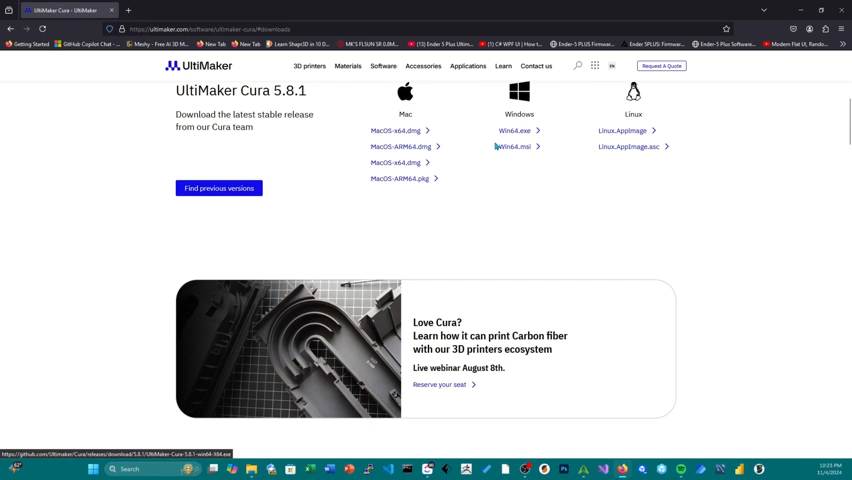 UltiMaker Cura - UltiMaker
https://ultimaker.com/software/ultimaker-cura/#downloads
Getting Started
GitHub Copilot Chat -...
Meshy - Free AI 3D M...
New Tab
New Tab
Learn Shapr3D in 10 D...
MK'S FLSUN SR 0.8M...
Ender 5 Plus Ultim...
(1) C# WPF UI | How t...
Ender-5 PLUS Firmwar...
Ender 5PLUS: firmwar...
Ender-5 Plus Software...
Modern Flat UI, Rando...
UltiMaker
3D printers
Materials
Software
Accessories
Applications
Learn
Contact us
EN
Request A Quote
UltiMaker Cura 5.8.1
Download the latest stable release
from our Cura team
Find previous versions
Mac
MacOS-x64.dmg
MacOS-ARM64.dmg
MacOS-x64.dmg
MacOS-ARM64.pkg
Windows
Win64.exe
Win64.msi
Linux
Linux.AppImage
Linux.AppImage.asc
Love Cura?
Learn how it can print Carbon fiber
with our 3D printers ecosystem
Live webinar August 8th.
Reserve your seat
https://github.com/Ultimaker/Cura/releases/download/5.8.1/UltiMaker-Cura-5.8.1-win64-X64.exe
62°
Search
10:23 PM
11/4/2024